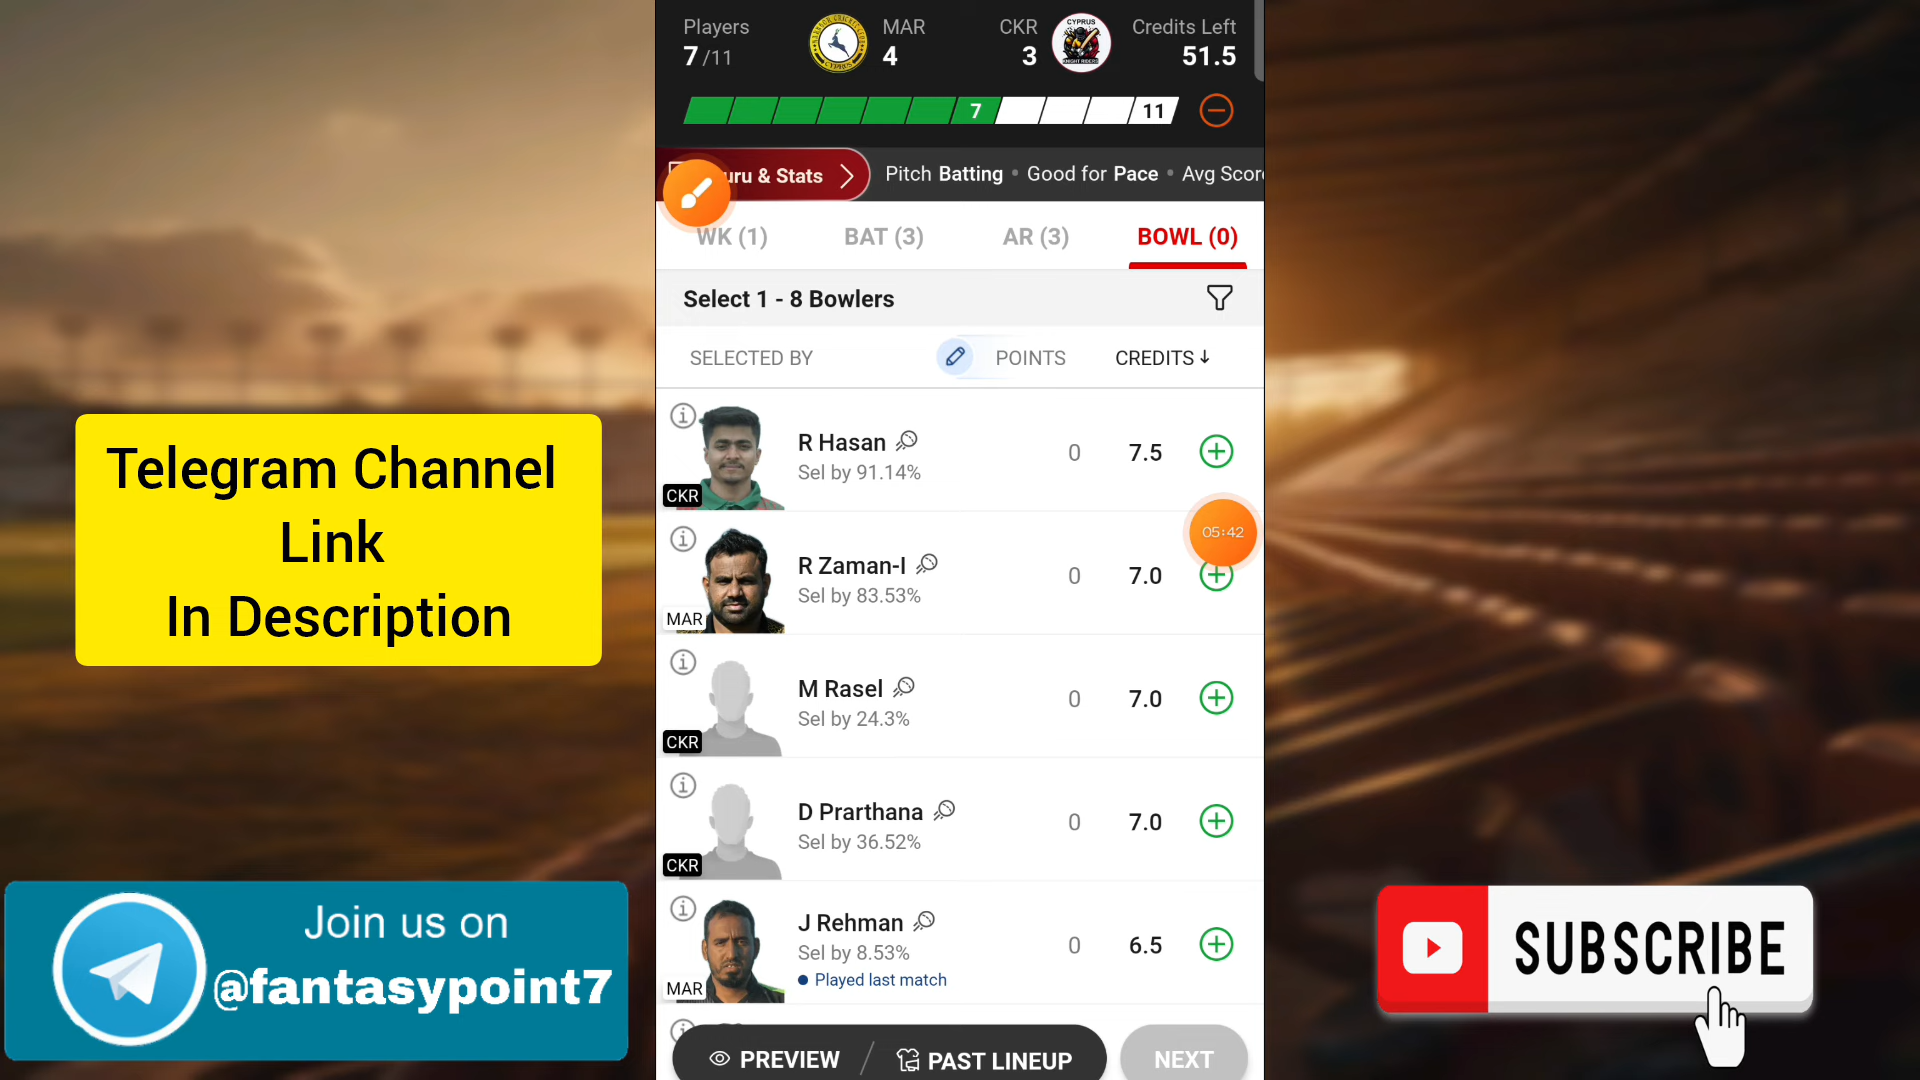 Players
7 /11
MAR
4
CKR
3
CYPRUS
KNIGHT RIDERS
Credits Left
51.5
7
11
uru & Stats
Pitch Batting • Good for Pace • Avg Score
WK (1)
BAT (3)
AR (3)
BOWL (0)
Select 1 - 8 Bowlers
SELECTED BY
POINTS
CREDITS ↓
R Hasan
Sel by 91.14%
CKR
0
7.5
05:42
R Zaman-I
Sel by 83.53%
MAR
0
7.0
M Rasel
Sel by 24.3%
CKR
0
7.0
D Prarthana
Sel by 36.52%
CKR
0
7.0
J Rehman
Sel by 8.53%
• Played last match
MAR
0
6.5
PREVIEW / PAST LINEUP
NEXT
Telegram Channel
Link
In Description
Join us on
@fantasypoint7
SUBSCRIBE